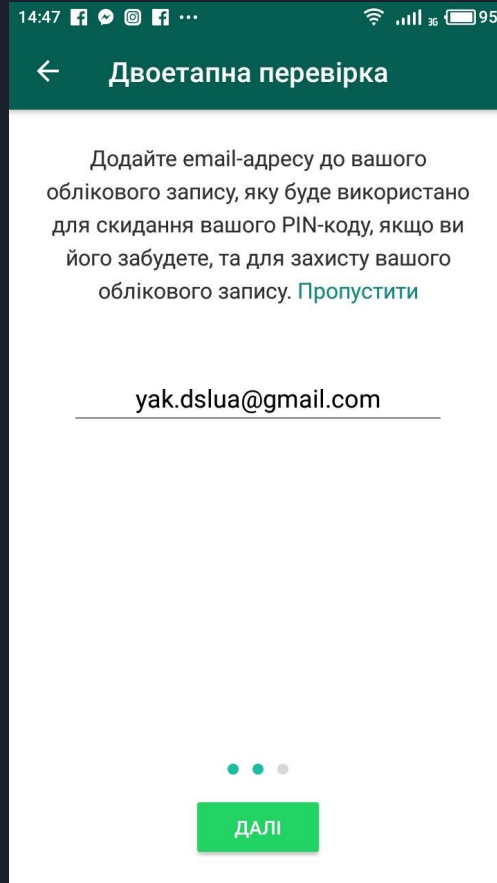 14:47 ... 3G 95
Двоетапна перевірка
Додайте email-адресу до вашого
облікового запису, яку буде використано
для скидання вашого PIN-коду, якщо ви
його забудете, та для захисту вашого
облікового запису. Пропустити
yak.dslua@gmail.com
ДАЛІ